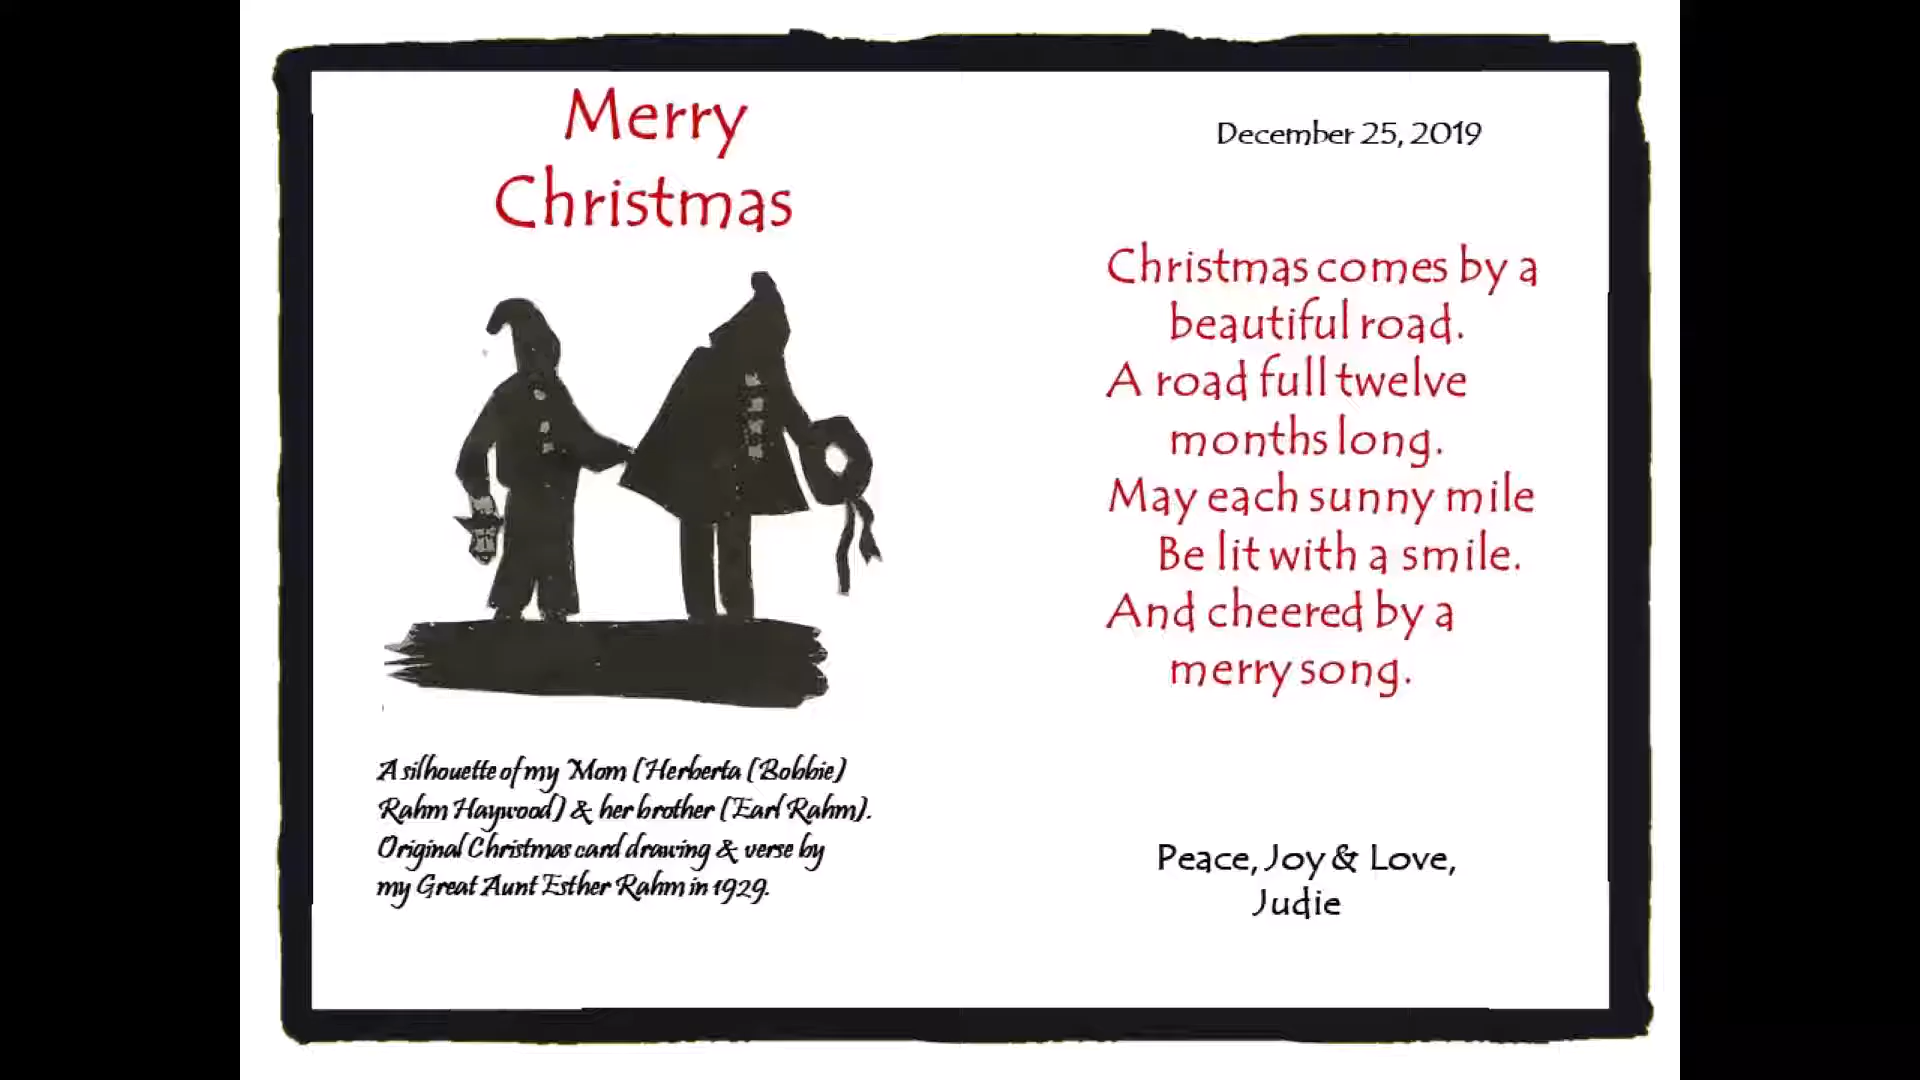 Merry
Christmas
A silhouette of my Mom (Herberta (Bobbie)
Rahm Haywood) & her brother (Earl Rahm).
Original Christmas card drawing & verse by
my Great Aunt Esther Rahm in 1929.
December 25, 2019
Christmas comes by a
beautiful road.
A road full twelve
months long.
May each sunny mile
Be lit with a smile.
And cheered by a
merry song.
Peace, Joy & Love,
Judie